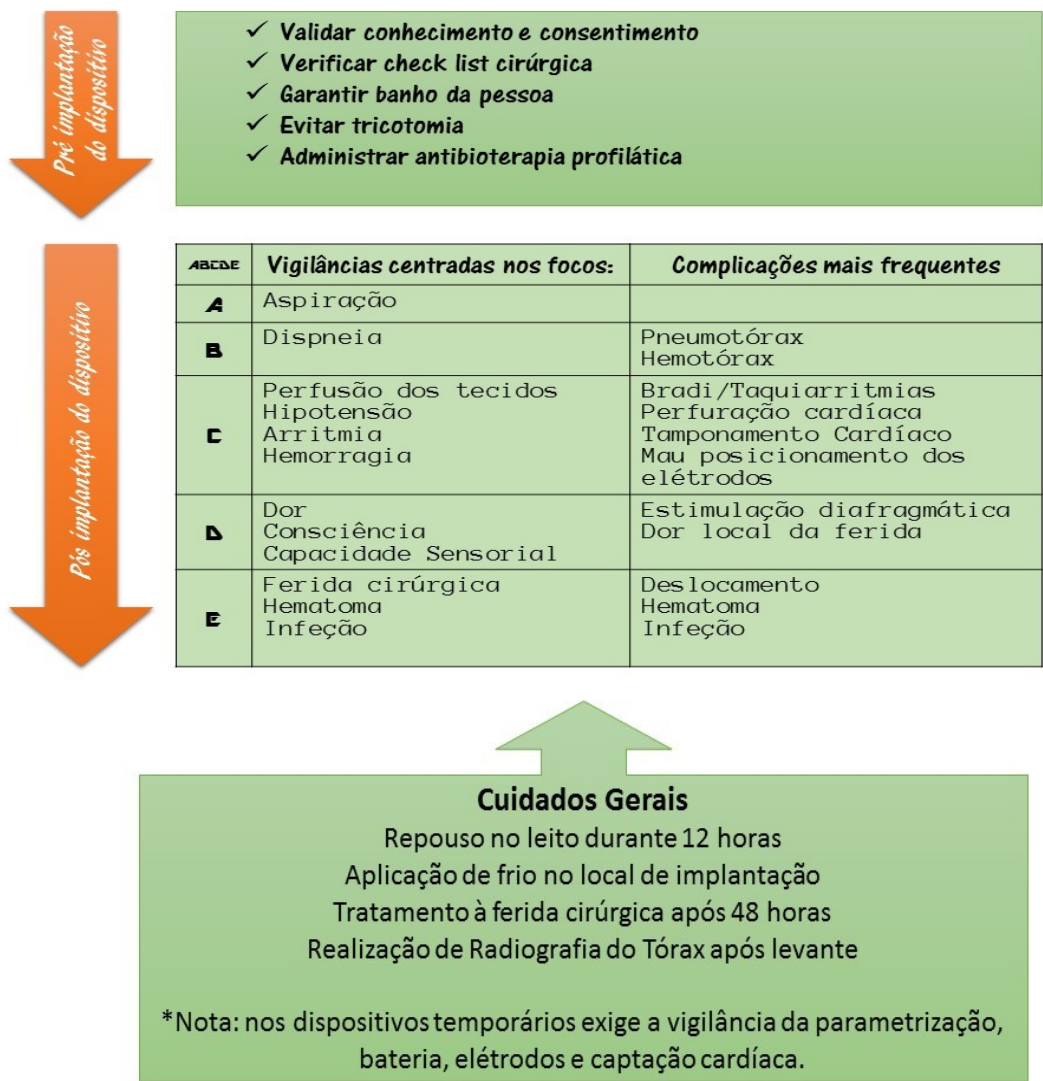 Pré implantação
do dispositivo
✓ Validar conhecimento e consentimento
✓ Verificar check list cirúrgica
✓ Garantir banho da pessoa
✓ Evitar tricotomia
✓ Administrar antibioterapia profilática
Pós implantação do dispositivo
ABCDE Vigilâncias centradas nos focos: Complicações mais frequentes
A Aspiração
B Dispneia Pneumotórax
Hemotórax
C Perfusão dos tecidos Bradi/Taquiarritmias
Hipotensão Perfuração cardíaca
Arritmia Tamponamento Cardíaco
Hemorragia Mau posicionamento dos
elétrodos
D Dor Estimulação diafragmática
Consciência Dor local da ferida
Capacidade Sensorial
E Ferida cirúrgica Deslocamento
Hematoma Hematoma
Infeção Infeção
Cuidados Gerais
Repouso no leito durante 12 horas
Aplicação de frio no local de implantação
Tratamento à ferida cirúrgica após 48 horas
Realização de Radiografia do Tórax após levante
*Nota: nos dispositivos temporários exige a vigilância da parametrização,
bateria, elétrodos e captação cardíaca.